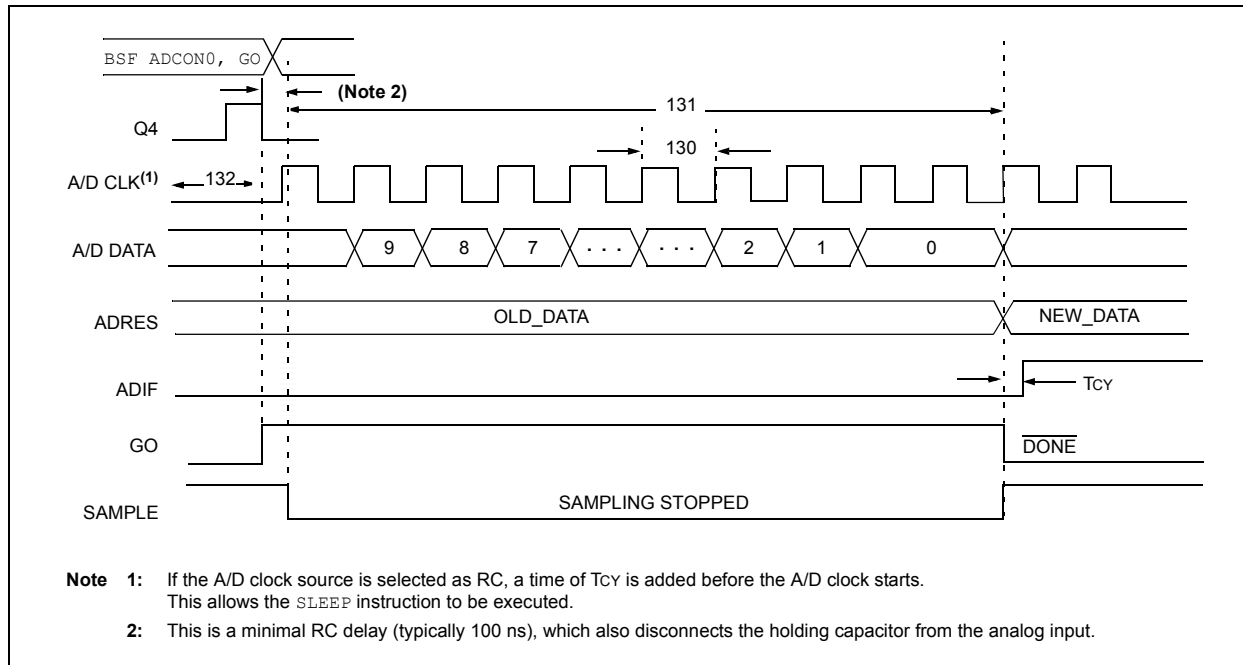 BSF ADCON0, GO
(Note 2)
131
Q4
130
A/D CLK(1)
132
A/D DATA
9 8 7 . . . . . . 2 1 0
ADRES
OLD_DATA
NEW_DATA
ADIF
TCY
GO
DONE
SAMPLE
SAMPLING STOPPED
Note 1: If the A/D clock source is selected as RC, a time of TCY is added before the A/D clock starts.
This allows the SLEEP instruction to be executed.
2: This is a minimal RC delay (typically 100 ns), which also disconnects the holding capacitor from the analog input.